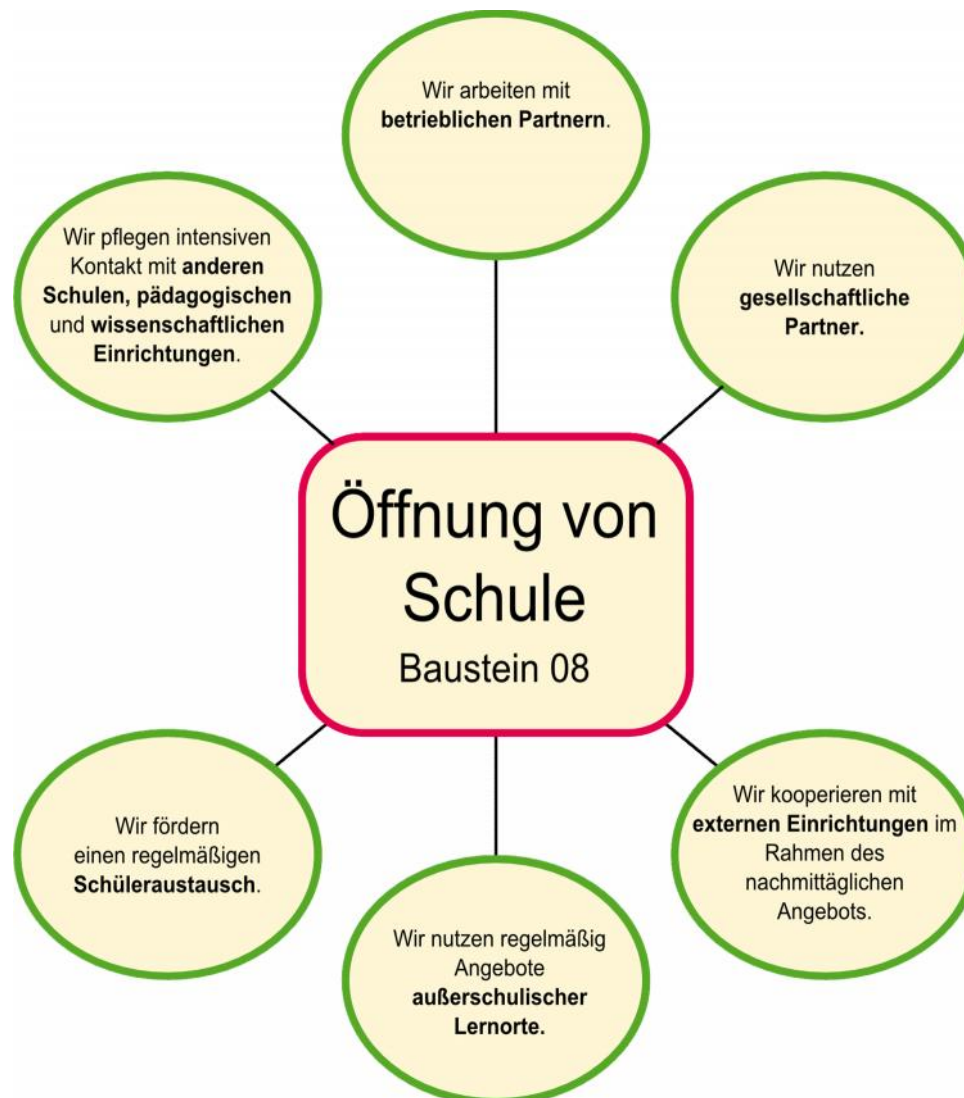 Wir arbeiten mit
betrieblichen Partnern.
Wir pflegen intensiven
Kontakt mit anderen
Schulen, pädagogischen
und wissenschaftlichen
Einrichtungen.
Wir nutzen
gesellschaftliche
Partner.
Öffnung von
Schule
Baustein 08
Wir fördern
einen regelmäßigen
Schüleraustausch.
Wir kooperieren mit
externen Einrichtungen im
Rahmen des
nachmittäglichen
Angebots.
Wir nutzen regelmäßig
Angebote
außerschulischer
Lernorte.